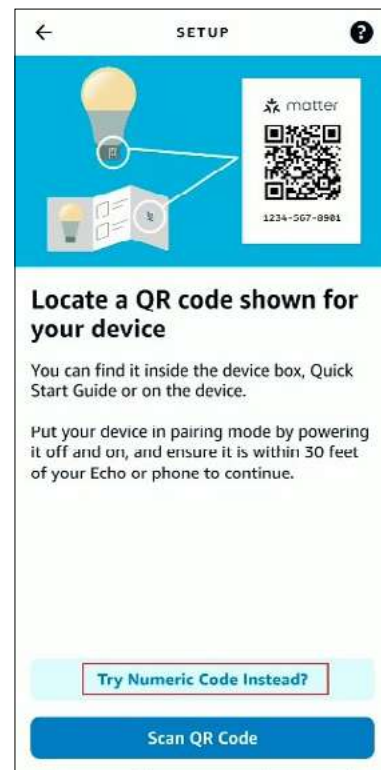 SETUP
matter
1234-567-8901
Locate a QR code shown for
your device
You can find it inside the device box, Quick
Start Guide or on the device.
Put your device in pairing mode by powering
it off and on, and ensure it is within 30 feet
of your Echo or phone to continue.
Try Numeric Code Instead?
Scan QR Code